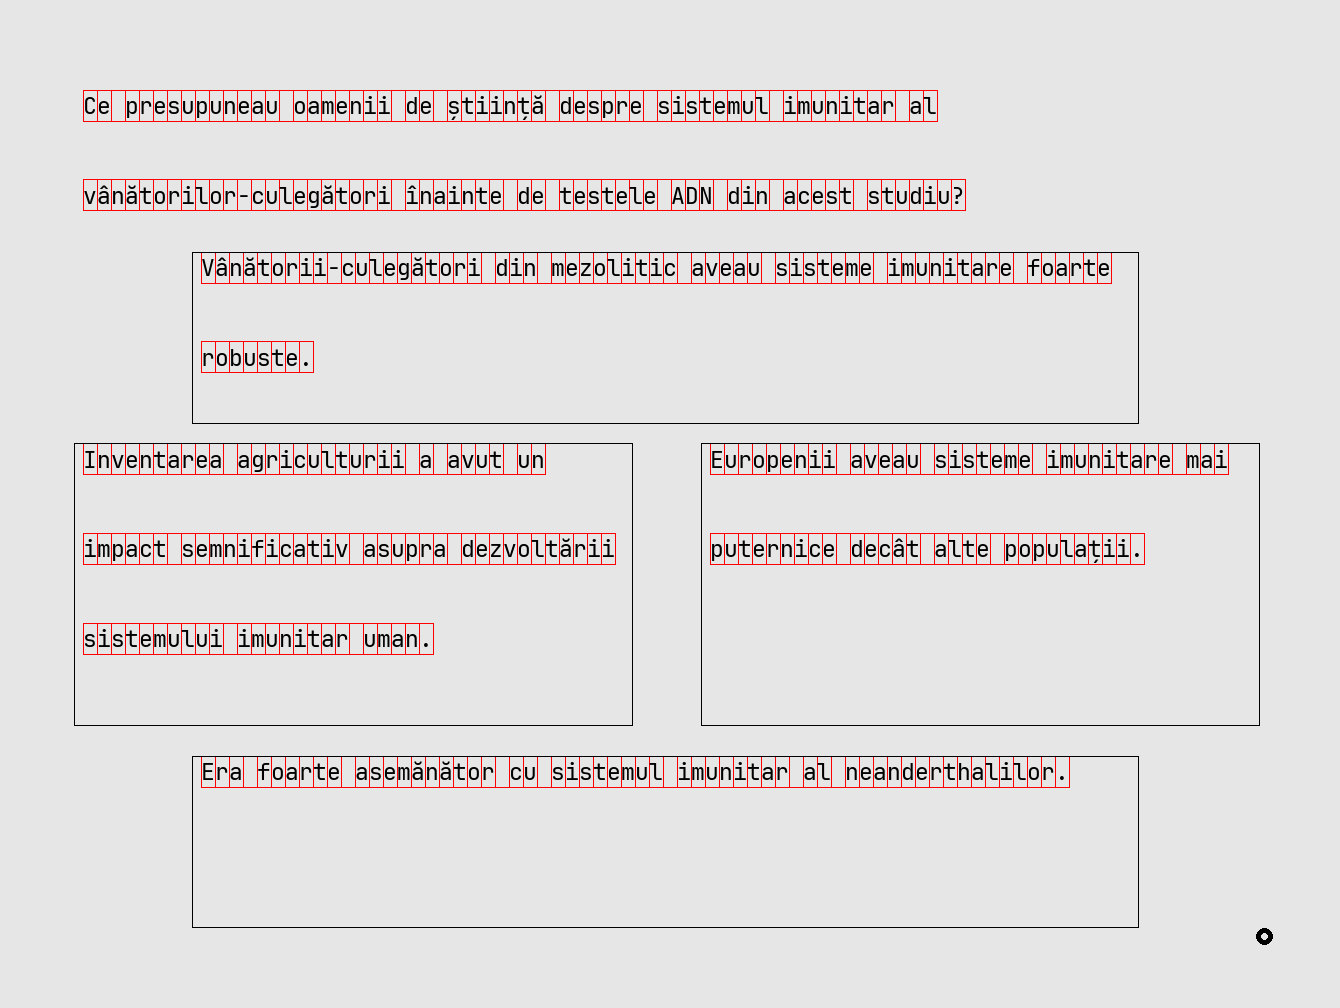 Ce presupuneau oamenii de știință despre sistemul imunitar al
vânătorilor-culegători înainte de testele ADN din acest studiu?
Vânătorii-culegători din mezolitic aveau sisteme imunitare foarte
robuste.
Inventarea agriculturii a avut un
impact semnificativ asupra dezvoltării
sistemului imunitar uman.
Europenii aveau sisteme imunitare mai
puternice decât alte populații.
Era foarte asemănător cu sistemul imunitar al neanderthalilor.